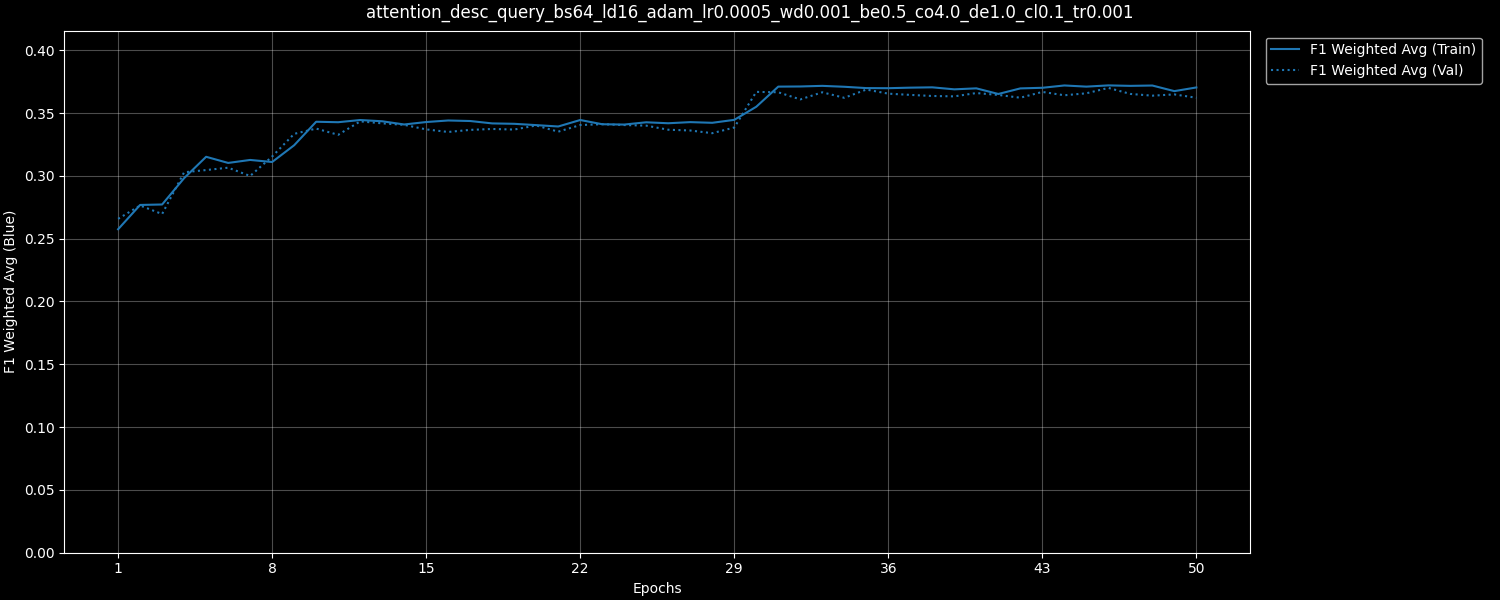 attention_desc_query_bs64_ld16_adam_lr0.0005_wd0.001_be0.5_co4.0_de1.0_cl0.1_tr0.001
F1 Weighted Avg (Train)
F1 Weighted Avg (Val)
F1 Weighted Avg (Blue)
0.40
0.35
0.30
0.25
0.20
0.15
0.10
0.05
0.00
1 8 15 22 29 36 43 50
Epochs